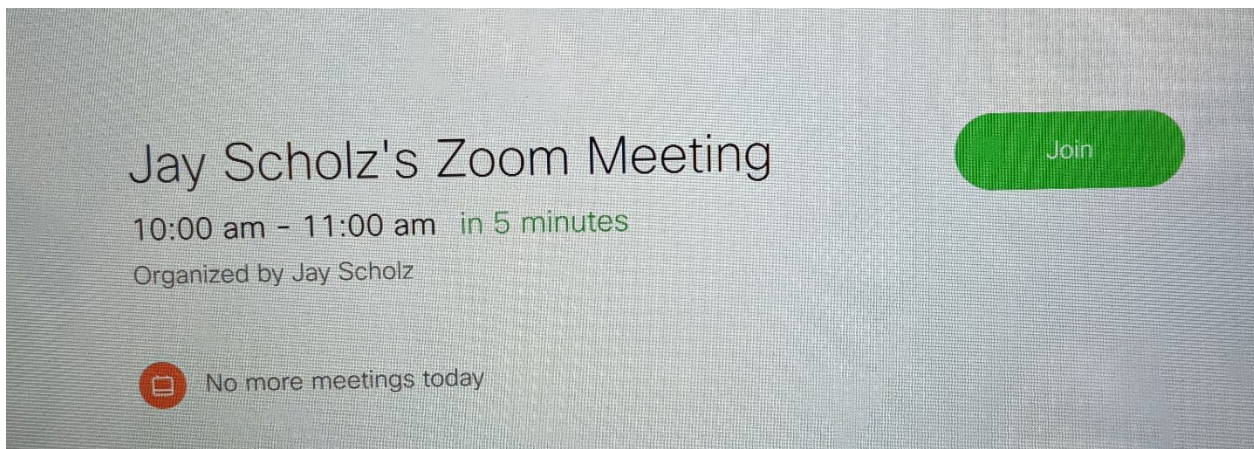 Jay Scholz's Zoom Meeting
Join
10:00 am - 11:00 am in 5 minutes
Organized by Jay Scholz
No more meetings today